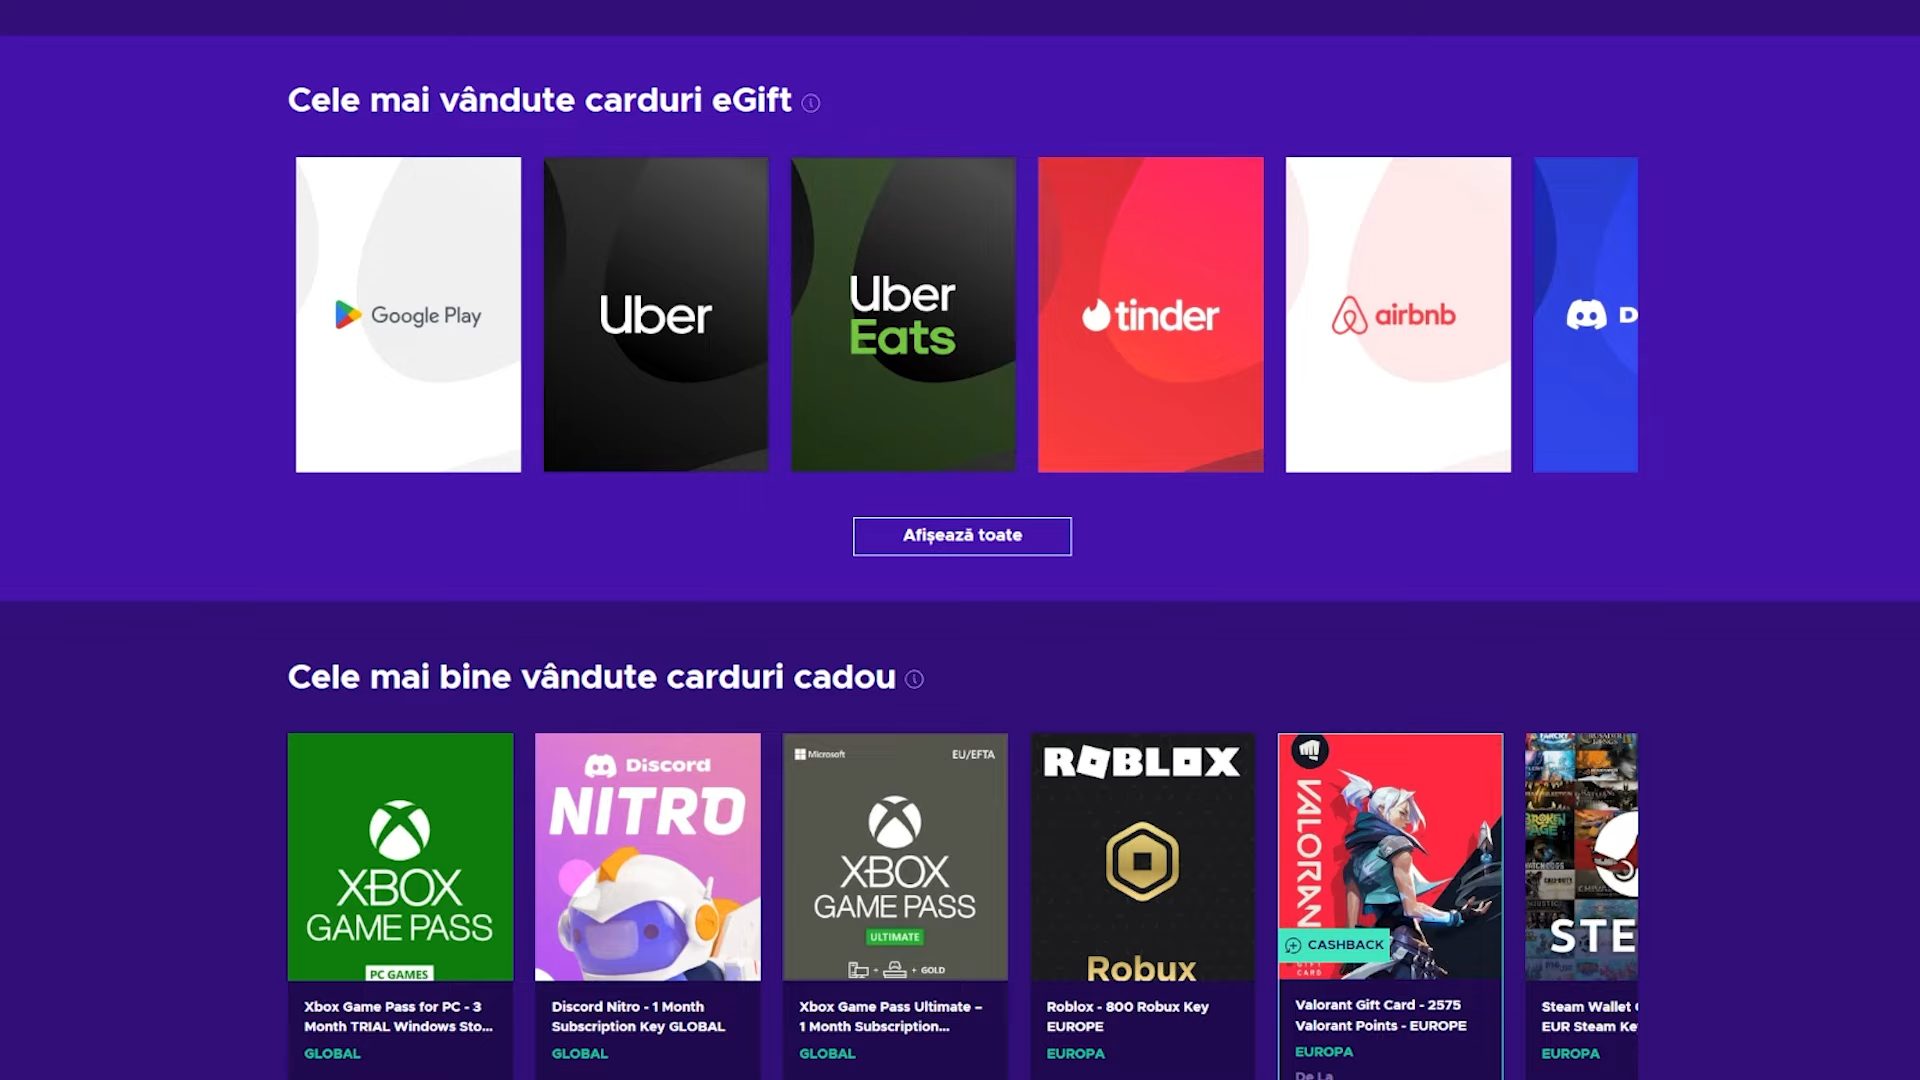 Cele mai vândute carduri eGift
Google Play
Uber
Uber
Eats
tinder
airbnb
D
Afișează toate
Cele mai bine vândute carduri cadou
XBOX
GAME PASS
PC GAMES
Xbox Game Pass for PC - 3
Month TRIAL Windows Sto...
GLOBAL
Discord
NITRO
Discord Nitro - 1 Month
Subscription Key GLOBAL
GLOBAL
Microsoft
EU/EFTA
XBOX
GAME PASS
ULTIMATE
+ + GOLD
Xbox Game Pass Ultimate –
1 Month Subscription...
GLOBAL
ROBLOX
Robux
Roblox - 800 Robux Key
EUROPE
EUROPA
VALORAN
CASHBACK
CARD
Valorant Gift Card - 2575
Valorant Points - EUROPE
EUROPA
De La
STE
Steam Wallet
EUR Steam Ke
EUROPA